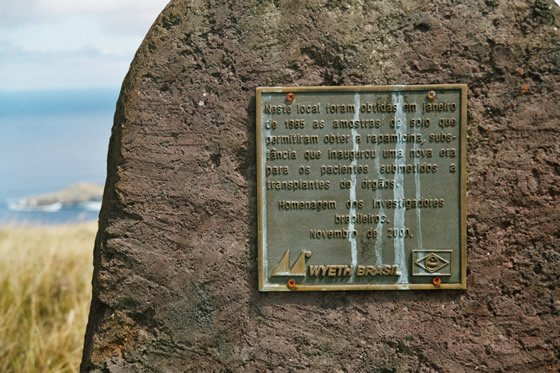 Neste local foram obtidas em janeiro
de 1965 as amostras de solo que
permitiram obter a rapamicina, subs-
tância que inaugurou uma nova era
para os pacientes submetidos a
transplantes de órgãos.
Homenagem dos investigadores
brasileiros.
Novembro de 2001.
WYETH BRASIL